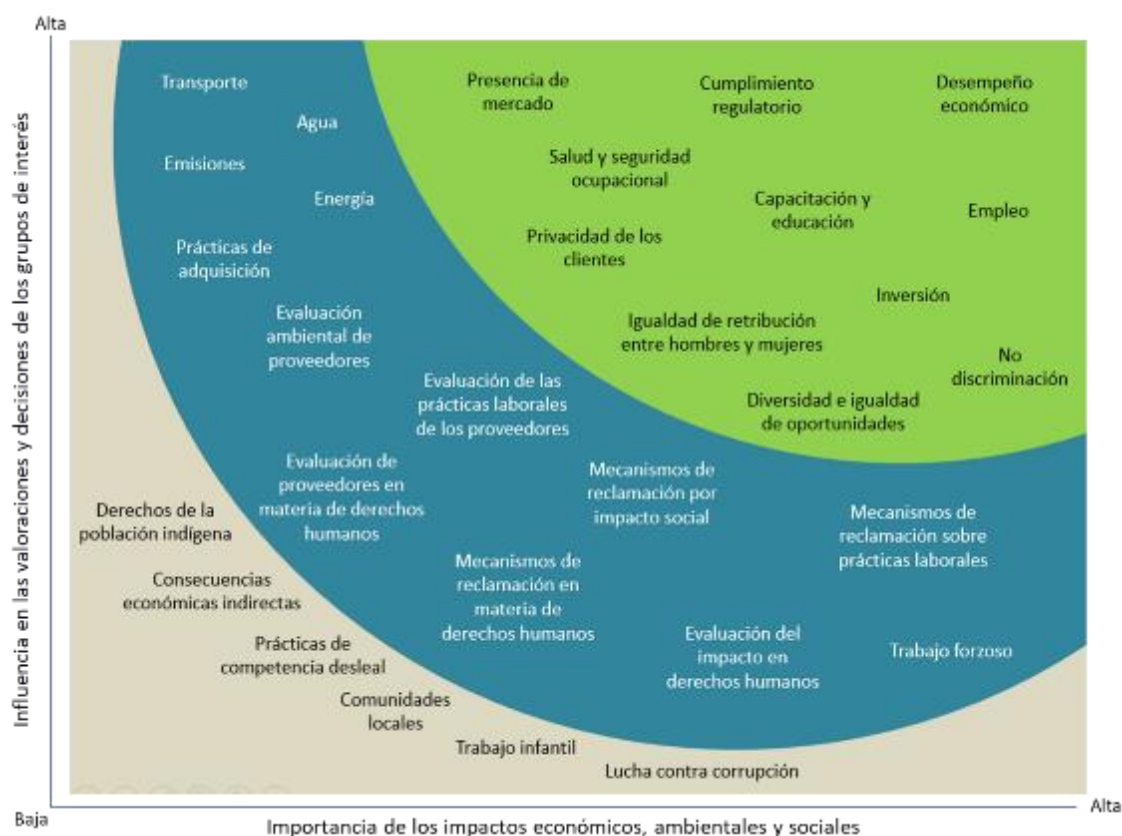 Alta
Influencia en las valoraciones y decisiones de los grupos de interés
Transporte
Agua
Emisiones
Energía
Prácticas de
adquisición
Evaluación
ambiental de
proveedores
Evaluación de las
prácticas laborales
de los proveedores
Evaluación de
proveedores en
materia de derechos
humanos
Mecanismos de
reclamación por
impacto social
Mecanismos de
reclamación sobre
prácticas laborales
Mecanismos de
reclamación en
materia de
derechos humanos
Evaluación del
impacto en
derechos humanos
Trabajo forzoso
Presencia de
mercado
Cumplimiento
regulatorio
Desempeño
económico
Salud y seguridad
ocupacional
Capacitación y
educación
Empleo
Privacidad de los
clientes
Inversión
Igualdad de retribución
entre hombres y mujeres
No
discriminación
Diversidad e igualdad
de oportunidades
Derechos de la
población indígena
Consecuencias
económicas indirectas
Prácticas de
competencia desleal
Comunidades
locales
Trabajo infantil
Lucha contra corrupción
Baja
Importancia de los impactos económicos, ambientales y sociales
Alta